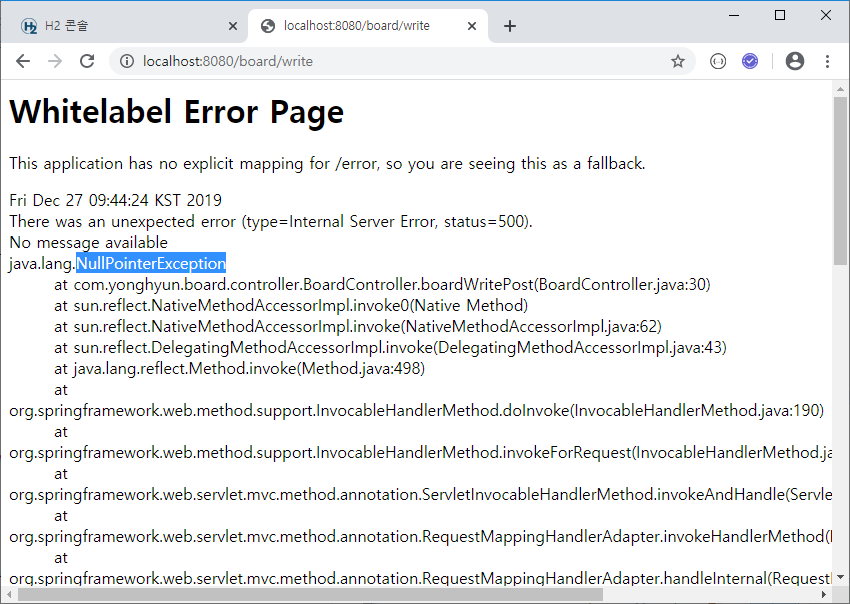 H2 콘솔
localhost:8080/board/write
localhost:8080/board/write
Whitelabel Error Page
This application has no explicit mapping for /error, so you are seeing this as a fallback.
Fri Dec 27 09:44:24 KST 2019
There was an unexpected error (type=Internal Server Error, status=500).
No message available
java.lang.NullPointerException
at com.yonghyun.board.controller.BoardController.boardWritePost(BoardController.java:30)
at sun.reflect.NativeMethodAccessorImpl.invoke0(Native Method)
at sun.reflect.NativeMethodAccessorImpl.invoke(NativeMethodAccessorImpl.java:62)
at sun.reflect.DelegatingMethodAccessorImpl.invoke(DelegatingMethodAccessorImpl.java:43)
at java.lang.reflect.Method.invoke(Method.java:498)
at
org.springframework.web.method.support.InvocableHandlerMethod.doInvoke(InvocableHandlerMethod.java:190)
at
org.springframework.web.method.support.InvocableHandlerMethod.invokeForRequest(InvocableHandlerMethod.ja
at
org.springframework.web.servlet.mvc.method.annotation.ServletInvocableHandlerMethod.invokeAndHandle(Servle
at
org.springframework.web.servlet.mvc.method.annotation.RequestMappingHandlerAdapter.invokeHandlerMethod(
at
org.springframework.web.servlet.mvc.method.annotation.RequestMappingHandlerAdapter.handleInternal(Request